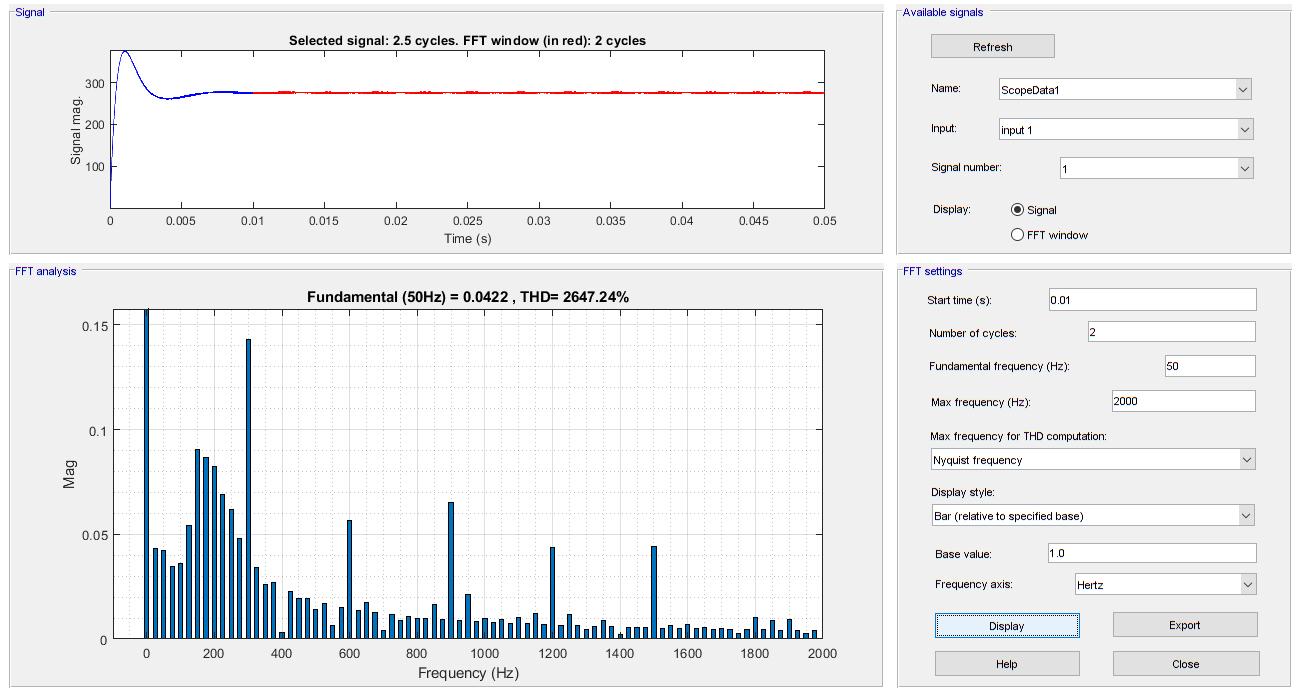 Signal
Selected signal: 2.5 cycles. FFT window (in red): 2 cycles
300
200
100
Signal mag.
0 0.005 0.01 0.015 0.02 0.025 0.03 0.035 0.04 0.045 0.05
Time (s)
Available signals
Refresh
Name: ScopeData1
Input: input 1
Signal number: 1
Display: Signal
FFT window
FFT analysis
Fundamental (50Hz) = 0.0422 , THD= 2647.24%
0.15
0.1
0.05
0
Mag
0 200 400 600 800 1000 1200 1400 1600 1800 2000
Frequency (Hz)
FFT settings
Start time (s): 0.01
Number of cycles: 2
Fundamental frequency (Hz): 50
Max frequency (Hz): 2000
Max frequency for THD computation:
Nyquist frequency
Display style:
Bar (relative to specified base)
Base value: 1.0
Frequency axis: Hertz
Display Export
Help Close